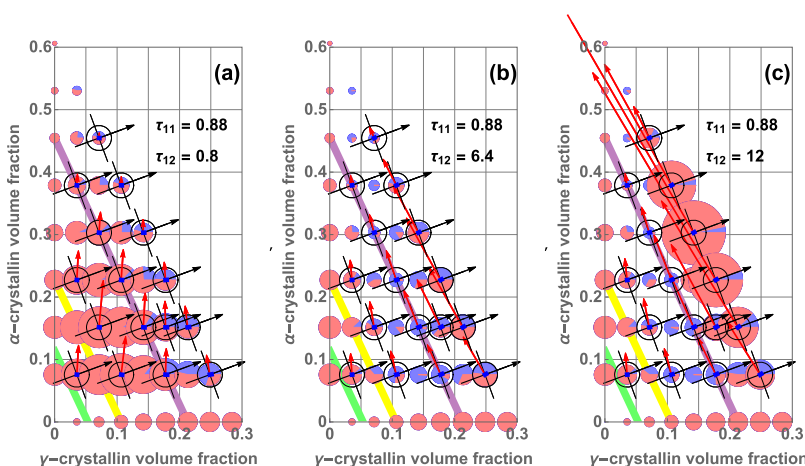 0.6
0.5
0.4
0.3
0.2
0.1
0
α−crystallin volume fraction
(a)
τ11 = 0.88
τ12 = 0.8
0 0.1 0.2 0.3
γ−crystallin volume fraction
,
0.6
0.5
0.4
0.3
0.2
0.1
0
α−crystallin volume fraction
(b)
τ11 = 0.88
τ12 = 6.4
0 0.1 0.2 0.3
γ−crystallin volume fraction
,
0.6
0.5
0.4
0.3
0.2
0.1
0
α−crystallin volume fraction
(c)
τ11 = 0.88
τ12 = 12
0 0.1 0.2 0.3
γ−crystallin volume fraction